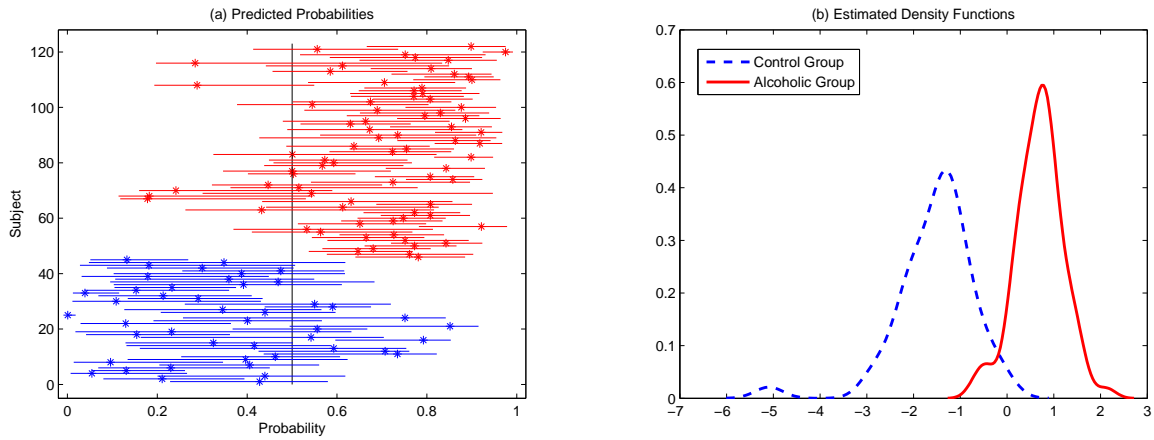 (a) Predicted Probabilities
120
100
80
60
40
20
0
Subject
0 0.2 0.4 0.6 0.8 1
Probability
(b) Estimated Density Functions
Control Group
Alcoholic Group
0.7
0.6
0.5
0.4
0.3
0.2
0.1
0
−7 −6 −5 −4 −3 −2 −1 0 1 2 3